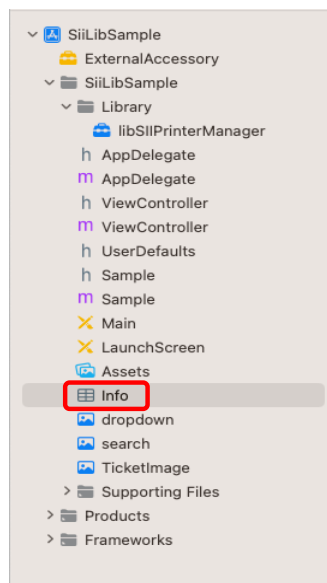 SiiLibSample
ExternalAccessory
SiiLibSample
Library
libSIIPrinterManager
h AppDelegate
m AppDelegate
h ViewController
m ViewController
h UserDefaults
h Sample
m Sample
Main
LaunchScreen
Assets
Info
dropdown
search
TicketImage
Supporting Files
Products
Frameworks